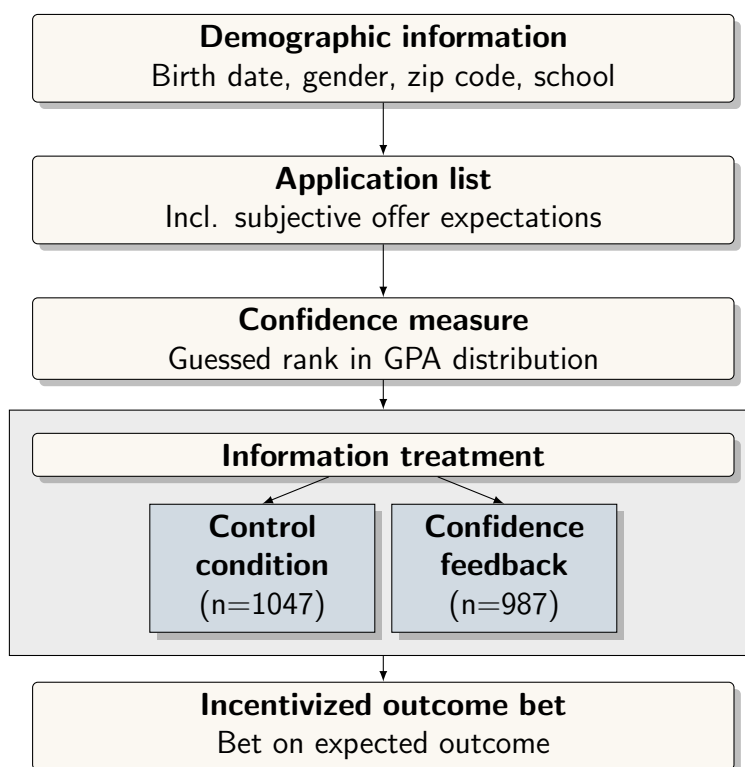 Demographic information
Birth date, gender, zip code, school
Application list
Incl. subjective offer expectations
Confidence measure
Guessed rank in GPA distribution
Information treatment
Control
condition
(n=1047)
Confidence
feedback
(n=987)
Incentivized outcome bet
Bet on expected outcome